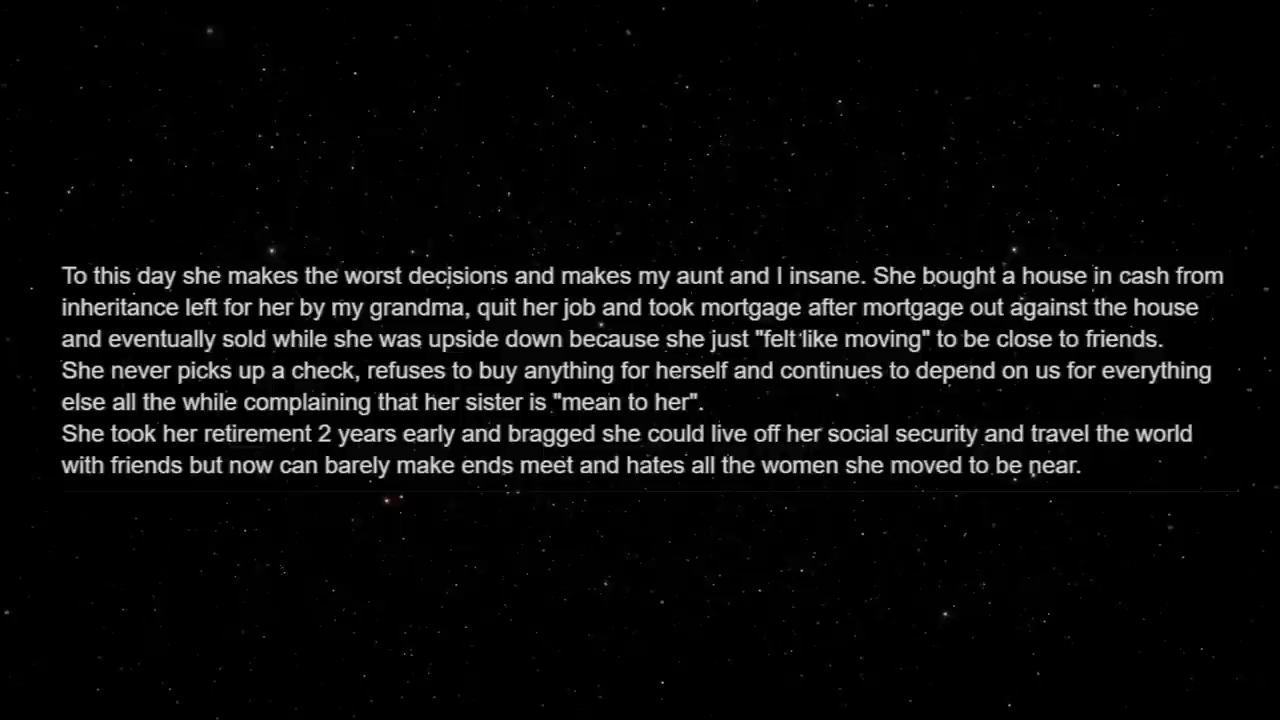 To this day she makes the worst decisions and makes my aunt and I insane. She bought a house in cash from
inheritance left for her by my grandma, quit her job and took mortgage after mortgage out against the house
and eventually sold while she was upside down because she just "felt like moving" to be close to friends.
She never picks up a check, refuses to buy anything for herself and continues to depend on us for everything
else all the while complaining that her sister is "mean to her".
She took her retirement 2 years early and bragged she could live off her social security and travel the world
with friends but now can barely make ends meet and hates all the women she moved to be near.